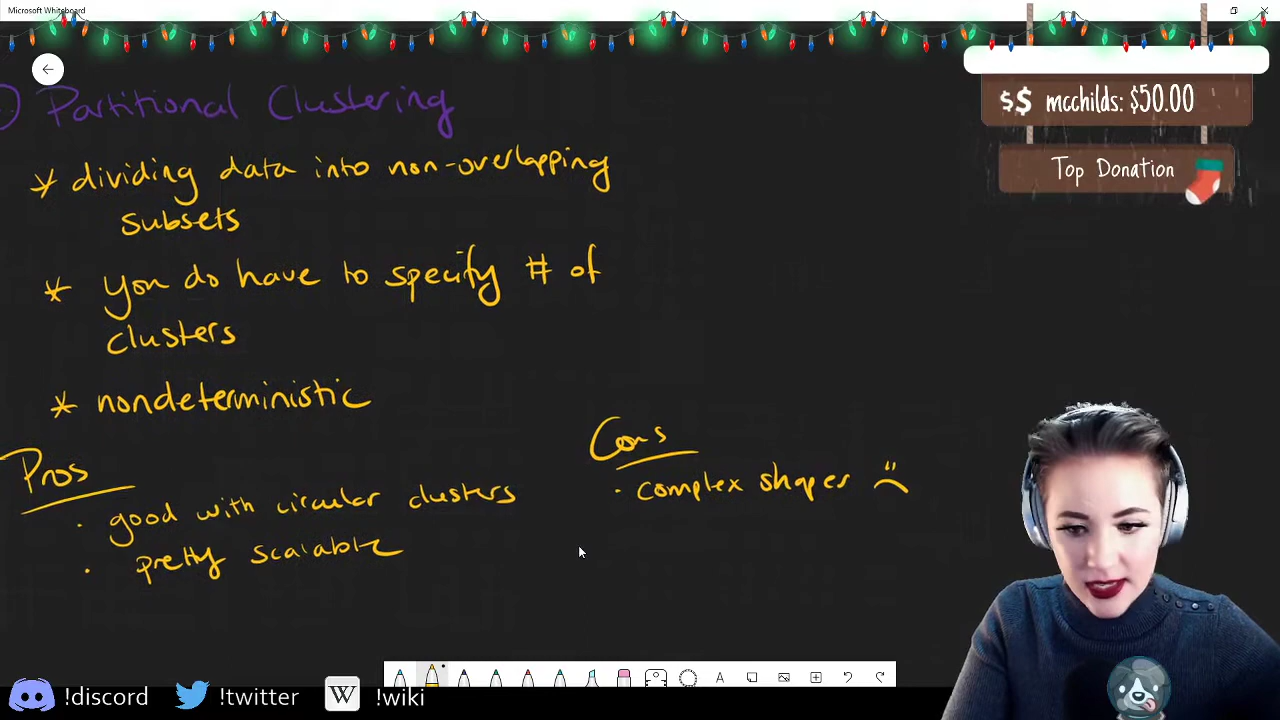 Microsoft Whiteboard
) Partitional Clustering
* dividing data into non-overlapping
subsets
* you do have to specify # of
clusters
* nondeterministic
Pros
· good with circular clusters
· pretty scalable
Cons
· complex shapes
$$ mcchilds: $50.00
Top Donation
!discord
!twitter
W !wiki